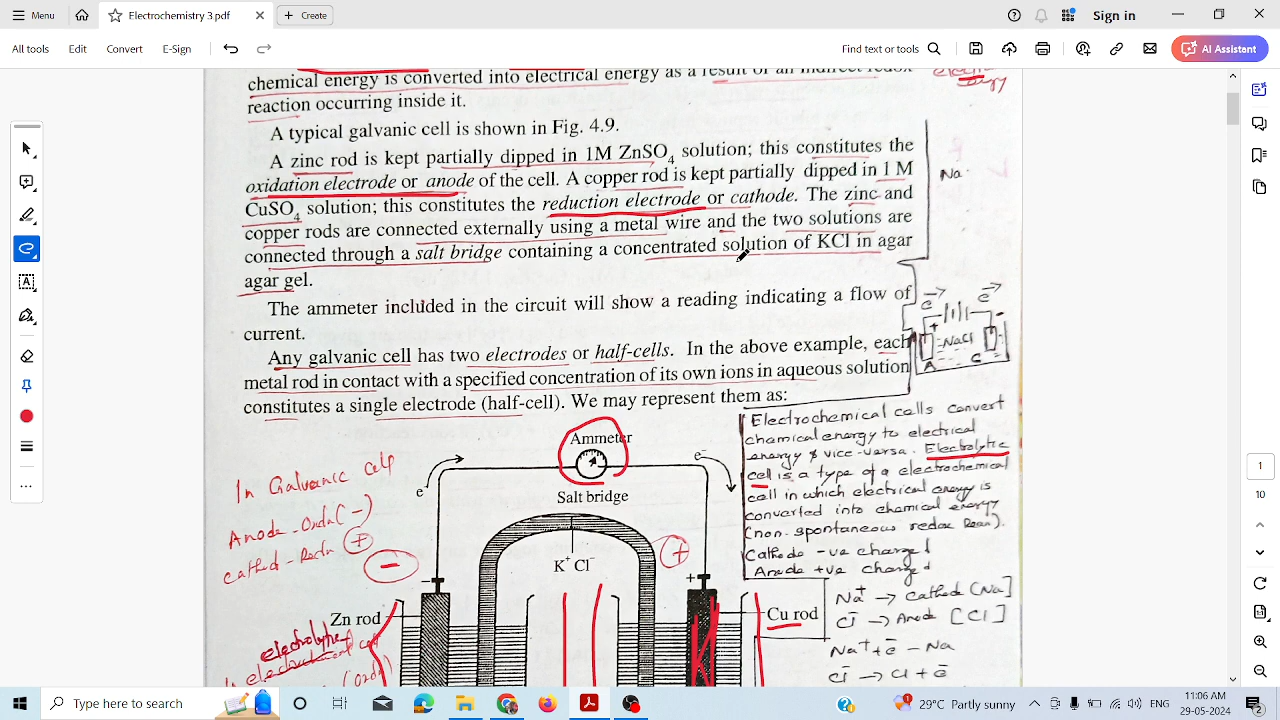 Menu
Electrochemistry 3.pdf
Create
Sign in
All tools
Edit
Convert
E-Sign
Find text or tools
AI Assistant
chemical energy is converted into electrical energy as a result of an indirect redox
reaction occurring inside it.
A typical galvanic cell is shown in Fig. 4.9.
A zinc rod is kept partially dipped in 1M ZnSO4 solution; this constitutes the
oxidation electrode or anode of the cell. A copper rod is kept partially dipped in 1 M
CuSO4 solution; this constitutes the reduction electrode or cathode. The zinc and
copper rods are connected externally using a metal wire and the two solutions are
connected through a salt bridge containing a concentrated solution of KCl in agar
agar gel.
The ammeter included in the circuit will show a reading indicating a flow of
current.
Any galvanic cell has two electrodes or half-cells. In the above example, each
metal rod in contact with a specified concentration of its own ions in aqueous solution
constitutes a single electrode (half-cell). We may represent them as:
Na
e
e
+
-
NaCl
A
C
Electrochemical cells convert
chemical energy to electrical
energy & vice-versa. Electrolytic
cell is a type of a electrochemical
cell in which electrical energy is
converted into chemical energy
(non-spontaneous redox
Cathode -ve charge
Anode +ve charge
Na+ → Cathode [Na]
Cl- → Anode [Cl]
Na+ + e- – Na
Cl- → Cl + e-
In Galvanic cell
Anode - Oxdn (-)
Cathod - Redn +
-
+
Ammeter
e
e-
Salt bridge
K+ Cl-
-
+
Zn rod
Cu rod
electrolyte
1
10
Type here to search
29°C Partly sunny
ENG
11:06 AM
29-05-2024
2